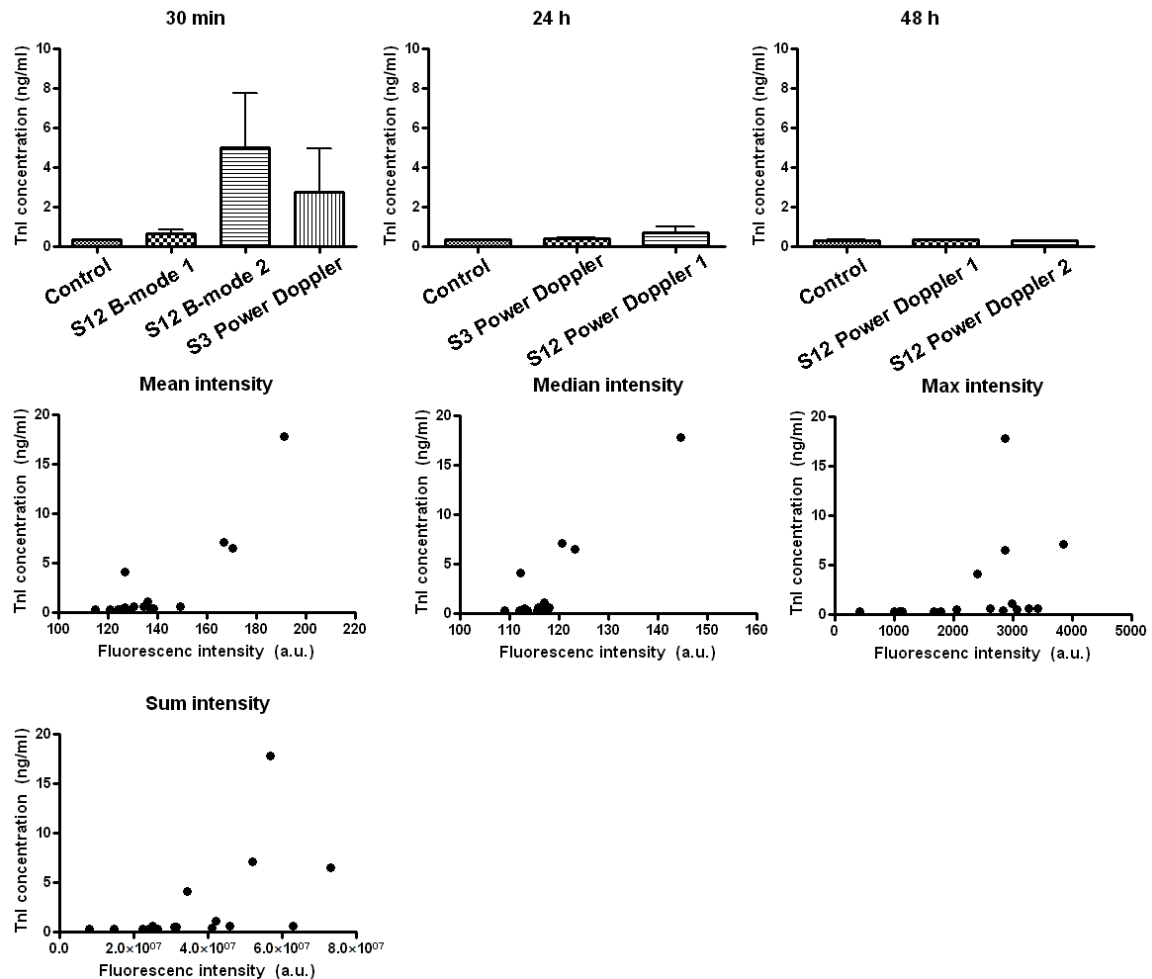 30 min
TnI concentration (ng/ml)
10
8
6
4
2
0
Control
S12 B-mode 1
S12 B-mode 2
S3 Power Doppler
24 h
TnI concentration (ng/ml)
10
8
6
4
2
0
Control
S3 Power Doppler
S12 Power Doppler 1
48 h
TnI concentration (ng/ml)
10
8
6
4
2
0
Control
S12 Power Doppler 1
S12 Power Doppler 2
Mean intensity
TnI concentration (ng/ml)
20
15
10
5
0
100 120 140 160 180 200 220
Fluorescenc intensity (a.u.)
Median intensity
TnI concentration (ng/ml)
20
15
10
5
0
100 110 120 130 140 150 160
Fluorescenc intensity (a.u.)
Max intensity
TnI concentration (ng/ml)
20
15
10
5
0
0 1000 2000 3000 4000 5000
Fluorescenc intensity (a.u.)
Sum intensity
TnI concentration (ng/ml)
20
15
10
5
0
0.0 2.0×10⁰⁷ 4.0×10⁰⁷ 6.0×10⁰⁷ 8.0×10⁰⁷
Fluorescenc intensity (a.u.)